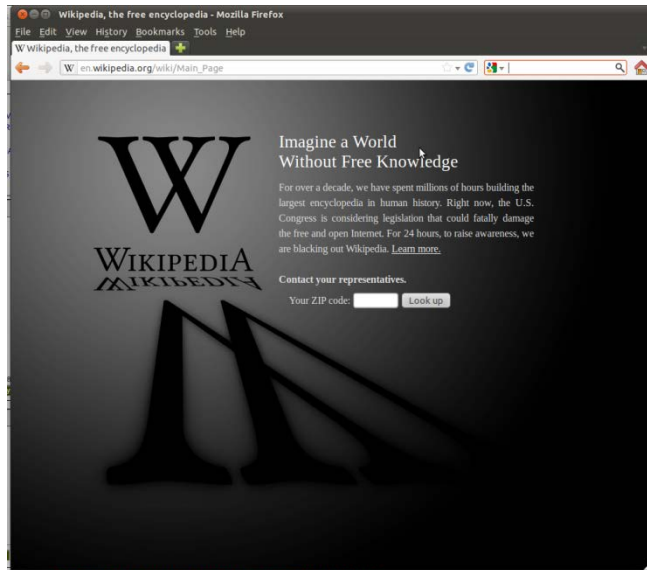 Wikipedia, the free encyclopedia - Mozilla Firefox
File Edit View History Bookmarks Tools Help
W Wikipedia, the free encyclopedia
W en.wikipedia.org/wiki/Main_Page
W
WIKIPEDIA
Imagine a World
Without Free Knowledge
For over a decade, we have spent millions of hours building the
largest encyclopedia in human history. Right now, the U.S.
Congress is considering legislation that could fatally damage
the free and open Internet. For 24 hours, to raise awareness, we
are blacking out Wikipedia. Learn more.
Contact your representatives.
Your ZIP code: Look up